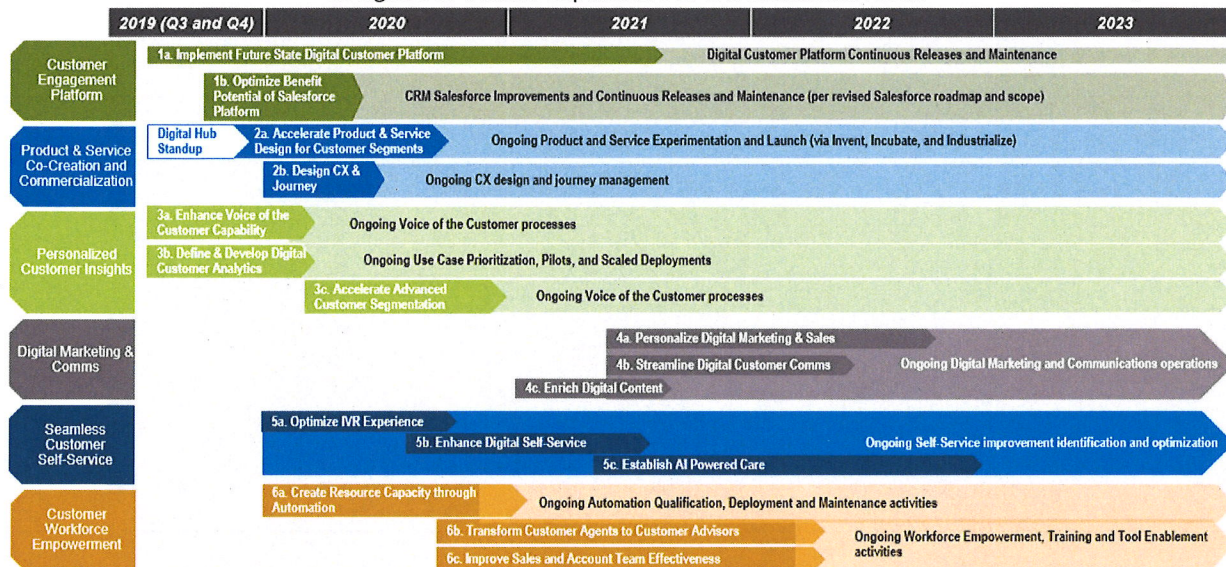 2019 (Q3 and Q4)
2020
2021
2022
2023
Customer
Engagement
Platform
1a. Implement Future State Digital Customer Platform
Digital Customer Platform Continuous Releases and Maintenance
1b. Optimize Benefit
Potential of Salesforce
Platform
CRM Salesforce Improvements and Continuous Releases and Maintenance (per revised Salesforce roadmap and scope)
Product & Service
Co-Creation and
Commercialization
Digital Hub
Standup
2a. Accelerate Product & Service
Design for Customer Segments
Ongoing Product and Service Experimentation and Launch (via Invent, Incubate, and Industrialize)
2b. Design CX &
Journey
Ongoing CX design and journey management
Personalized
Customer Insights
3a. Enhance Voice of the
Customer Capability
Ongoing Voice of the Customer processes
3b. Define & Develop Digital
Customer Analytics
Ongoing Use Case Prioritization, Pilots, and Scaled Deployments
3c. Accelerate Advanced
Customer Segmentation
Ongoing Voice of the Customer processes
Digital Marketing &
Comms
4a. Personalize Digital Marketing & Sales
4b. Streamline Digital Customer Comms
4c. Enrich Digital Content
Ongoing Digital Marketing and Communications operations
Seamless
Customer
Self-Service
5a. Optimize IVR Experience
5b. Enhance Digital Self-Service
5c. Establish AI Powered Care
Ongoing Self-Service improvement identification and optimization
Customer
Workforce
Empowerment
6a. Create Resource Capacity through
Automation
Ongoing Automation Qualification, Deployment and Maintenance activities
6b. Transform Customer Agents to Customer Advisors
6c. Improve Sales and Account Team Effectiveness
Ongoing Workforce Empowerment, Training and Tool Enablement
activities